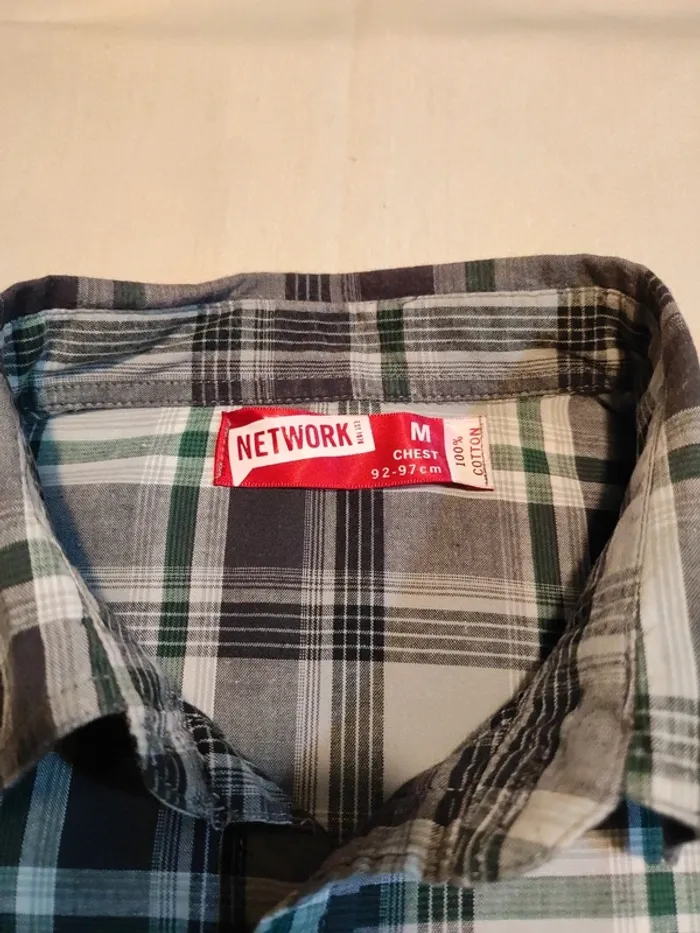 NETWORK
M
CHEST
92-97cm
100%
COTTON